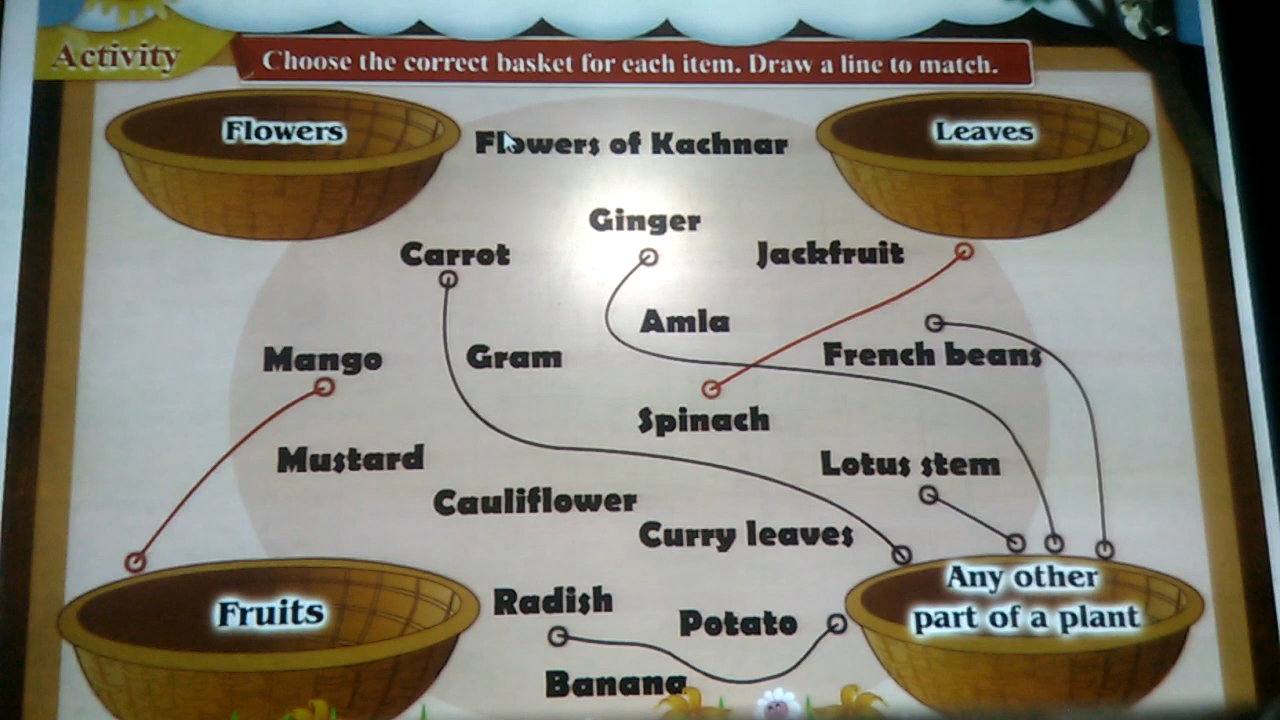 Activity
Choose the correct basket for each item. Draw a line to match.
Flowers
Flowers of Kachnar
Leaves
Ginger
Carrot
Jackfruit
Amla
Mango
Gram
French beans
Spinach
Mustard
Lotus stem
Cauliflower
Curry leaves
Any other
part of a plant
Fruits
Radish
Potato
Banana